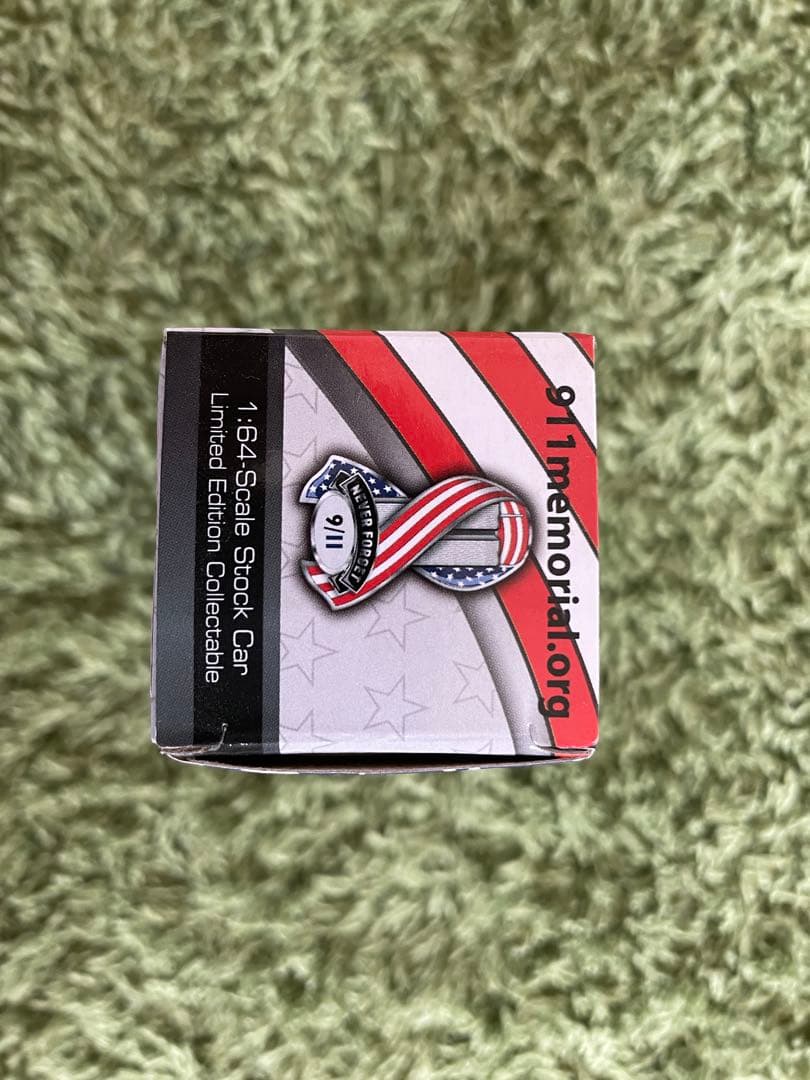 911memorial.org
NEVER FORGET
9/11
1:64-Scale Stock Car
Limited Edition Collectable